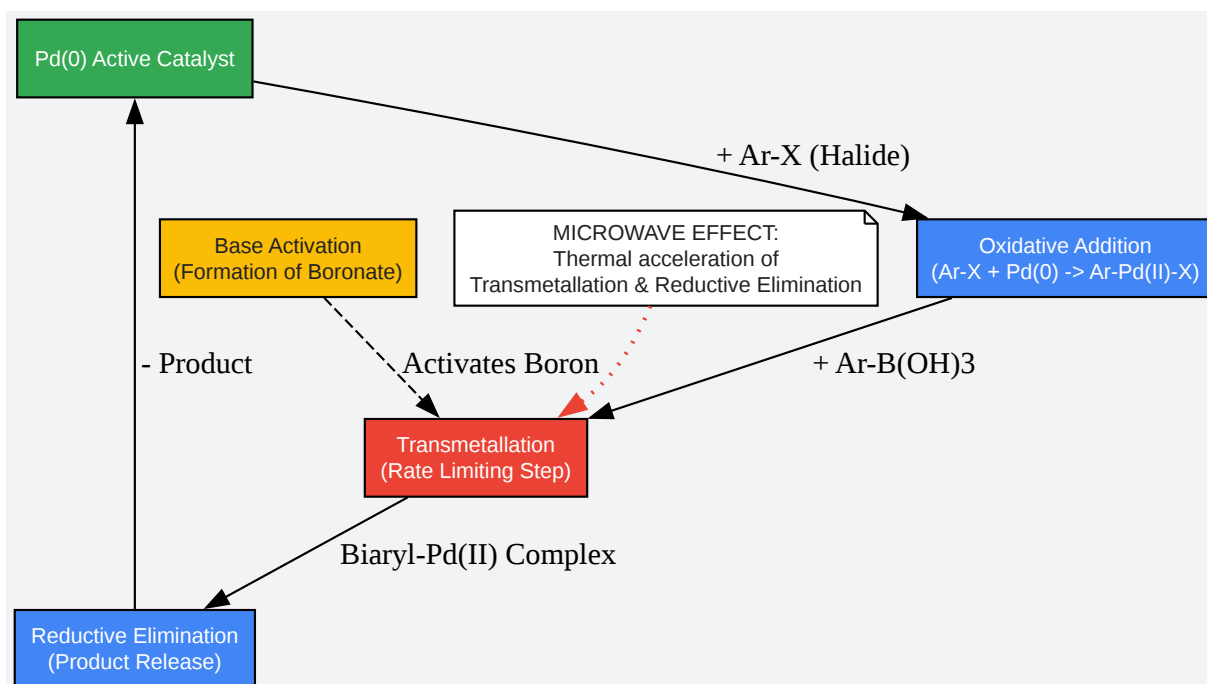 Pd(0) Active Catalyst
+ Ar-X (Halide)
Base Activation
(Formation of Boronate)
MICROWAVE EFFECT:
Thermal acceleration of
Transmetallation & Reductive Elimination
Oxidative Addition
(Ar-X + Pd(0) -> Ar-Pd(II)-X)
- Product
Activates Boron
+ Ar-B(OH)3
Transmetallation
(Rate Limiting Step)
Biaryl-Pd(II) Complex
Reductive Elimination
(Product Release)